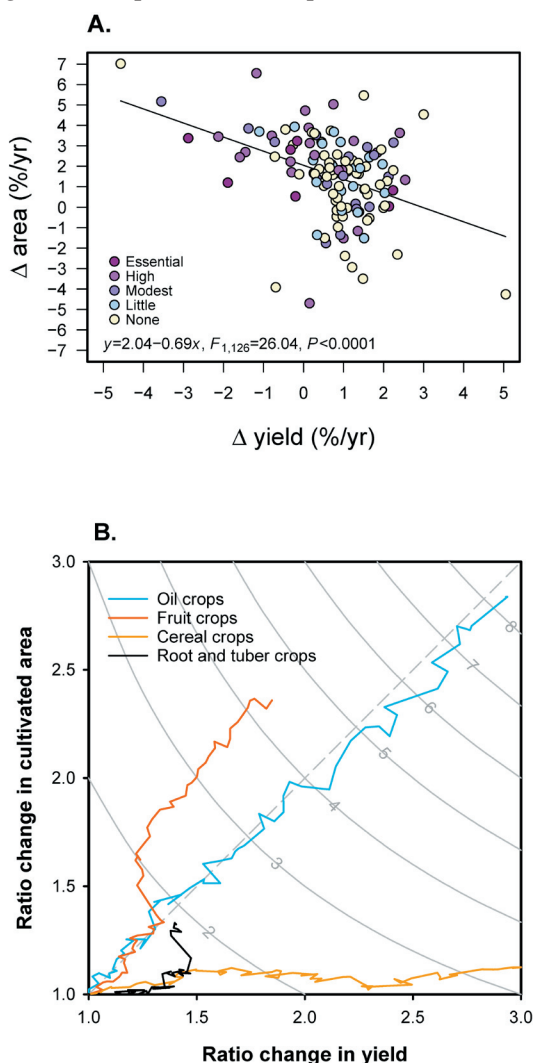 A.
Δ area (%/yr)
7
6
5
4
3
2
1
0
−1
−2
−3
−4
−5
−6
−7
Essential
High
Modest
Little
None
y=2.04−0.69x, F1,126=26.04, P<0.0001
−5 −4 −3 −2 −1 0 1 2 3 4 5
Δ yield (%/yr)
B.
Ratio change in cultivated area
3.0
2.5
2.0
1.5
1.0
Oil crops
Fruit crops
Cereal crops
Root and tuber crops
8
7
6
5
4
3
2
1.0 1.5 2.0 2.5 3.0
Ratio change in yield